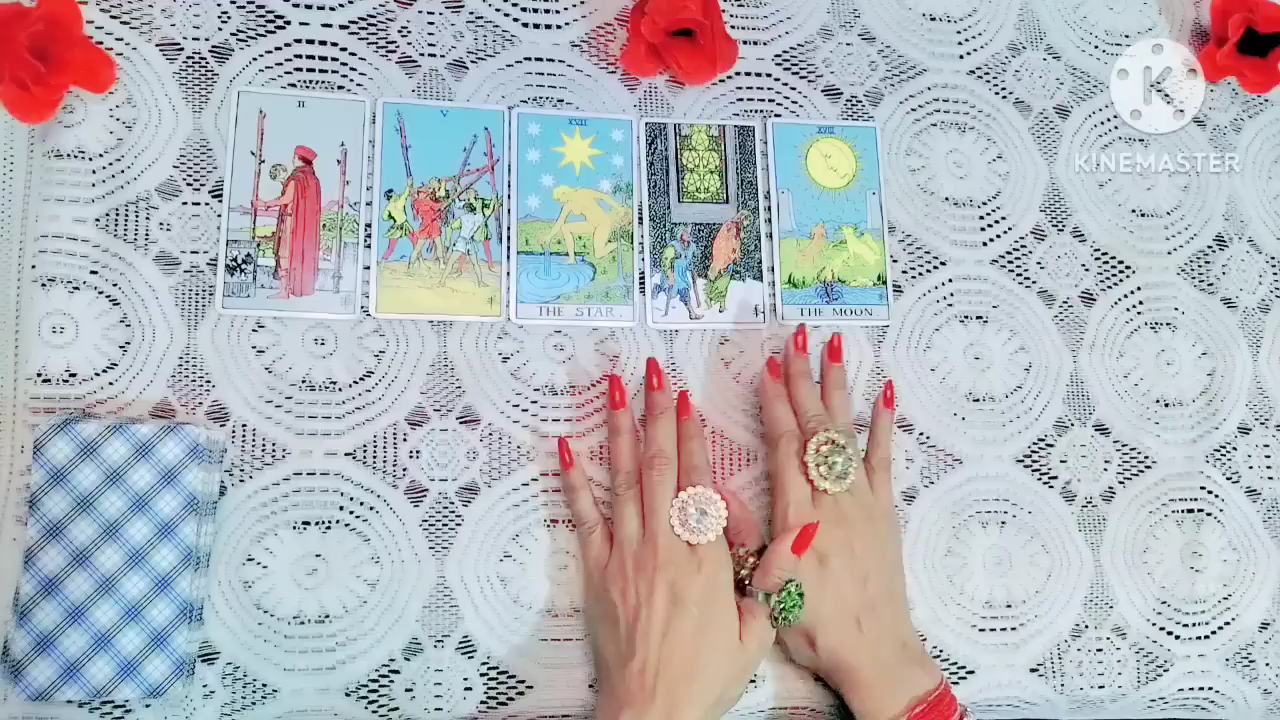 II
V
XVII
XVIII
THE STAR.
THE MOON
K
KINEMASTER